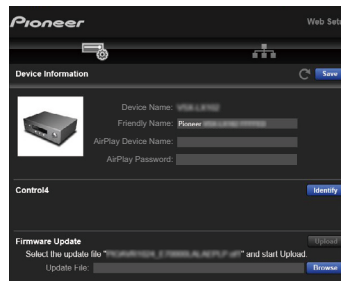 Pioneer
Web Setu
Device Information
Save
Device Name:
Friendly Name: Pioneer
AirPlay Device Name:
AirPlay Password:
Control4
Identify
Firmware Update
Upload
Select the update file "" and start Upload.
Update File:
Browse